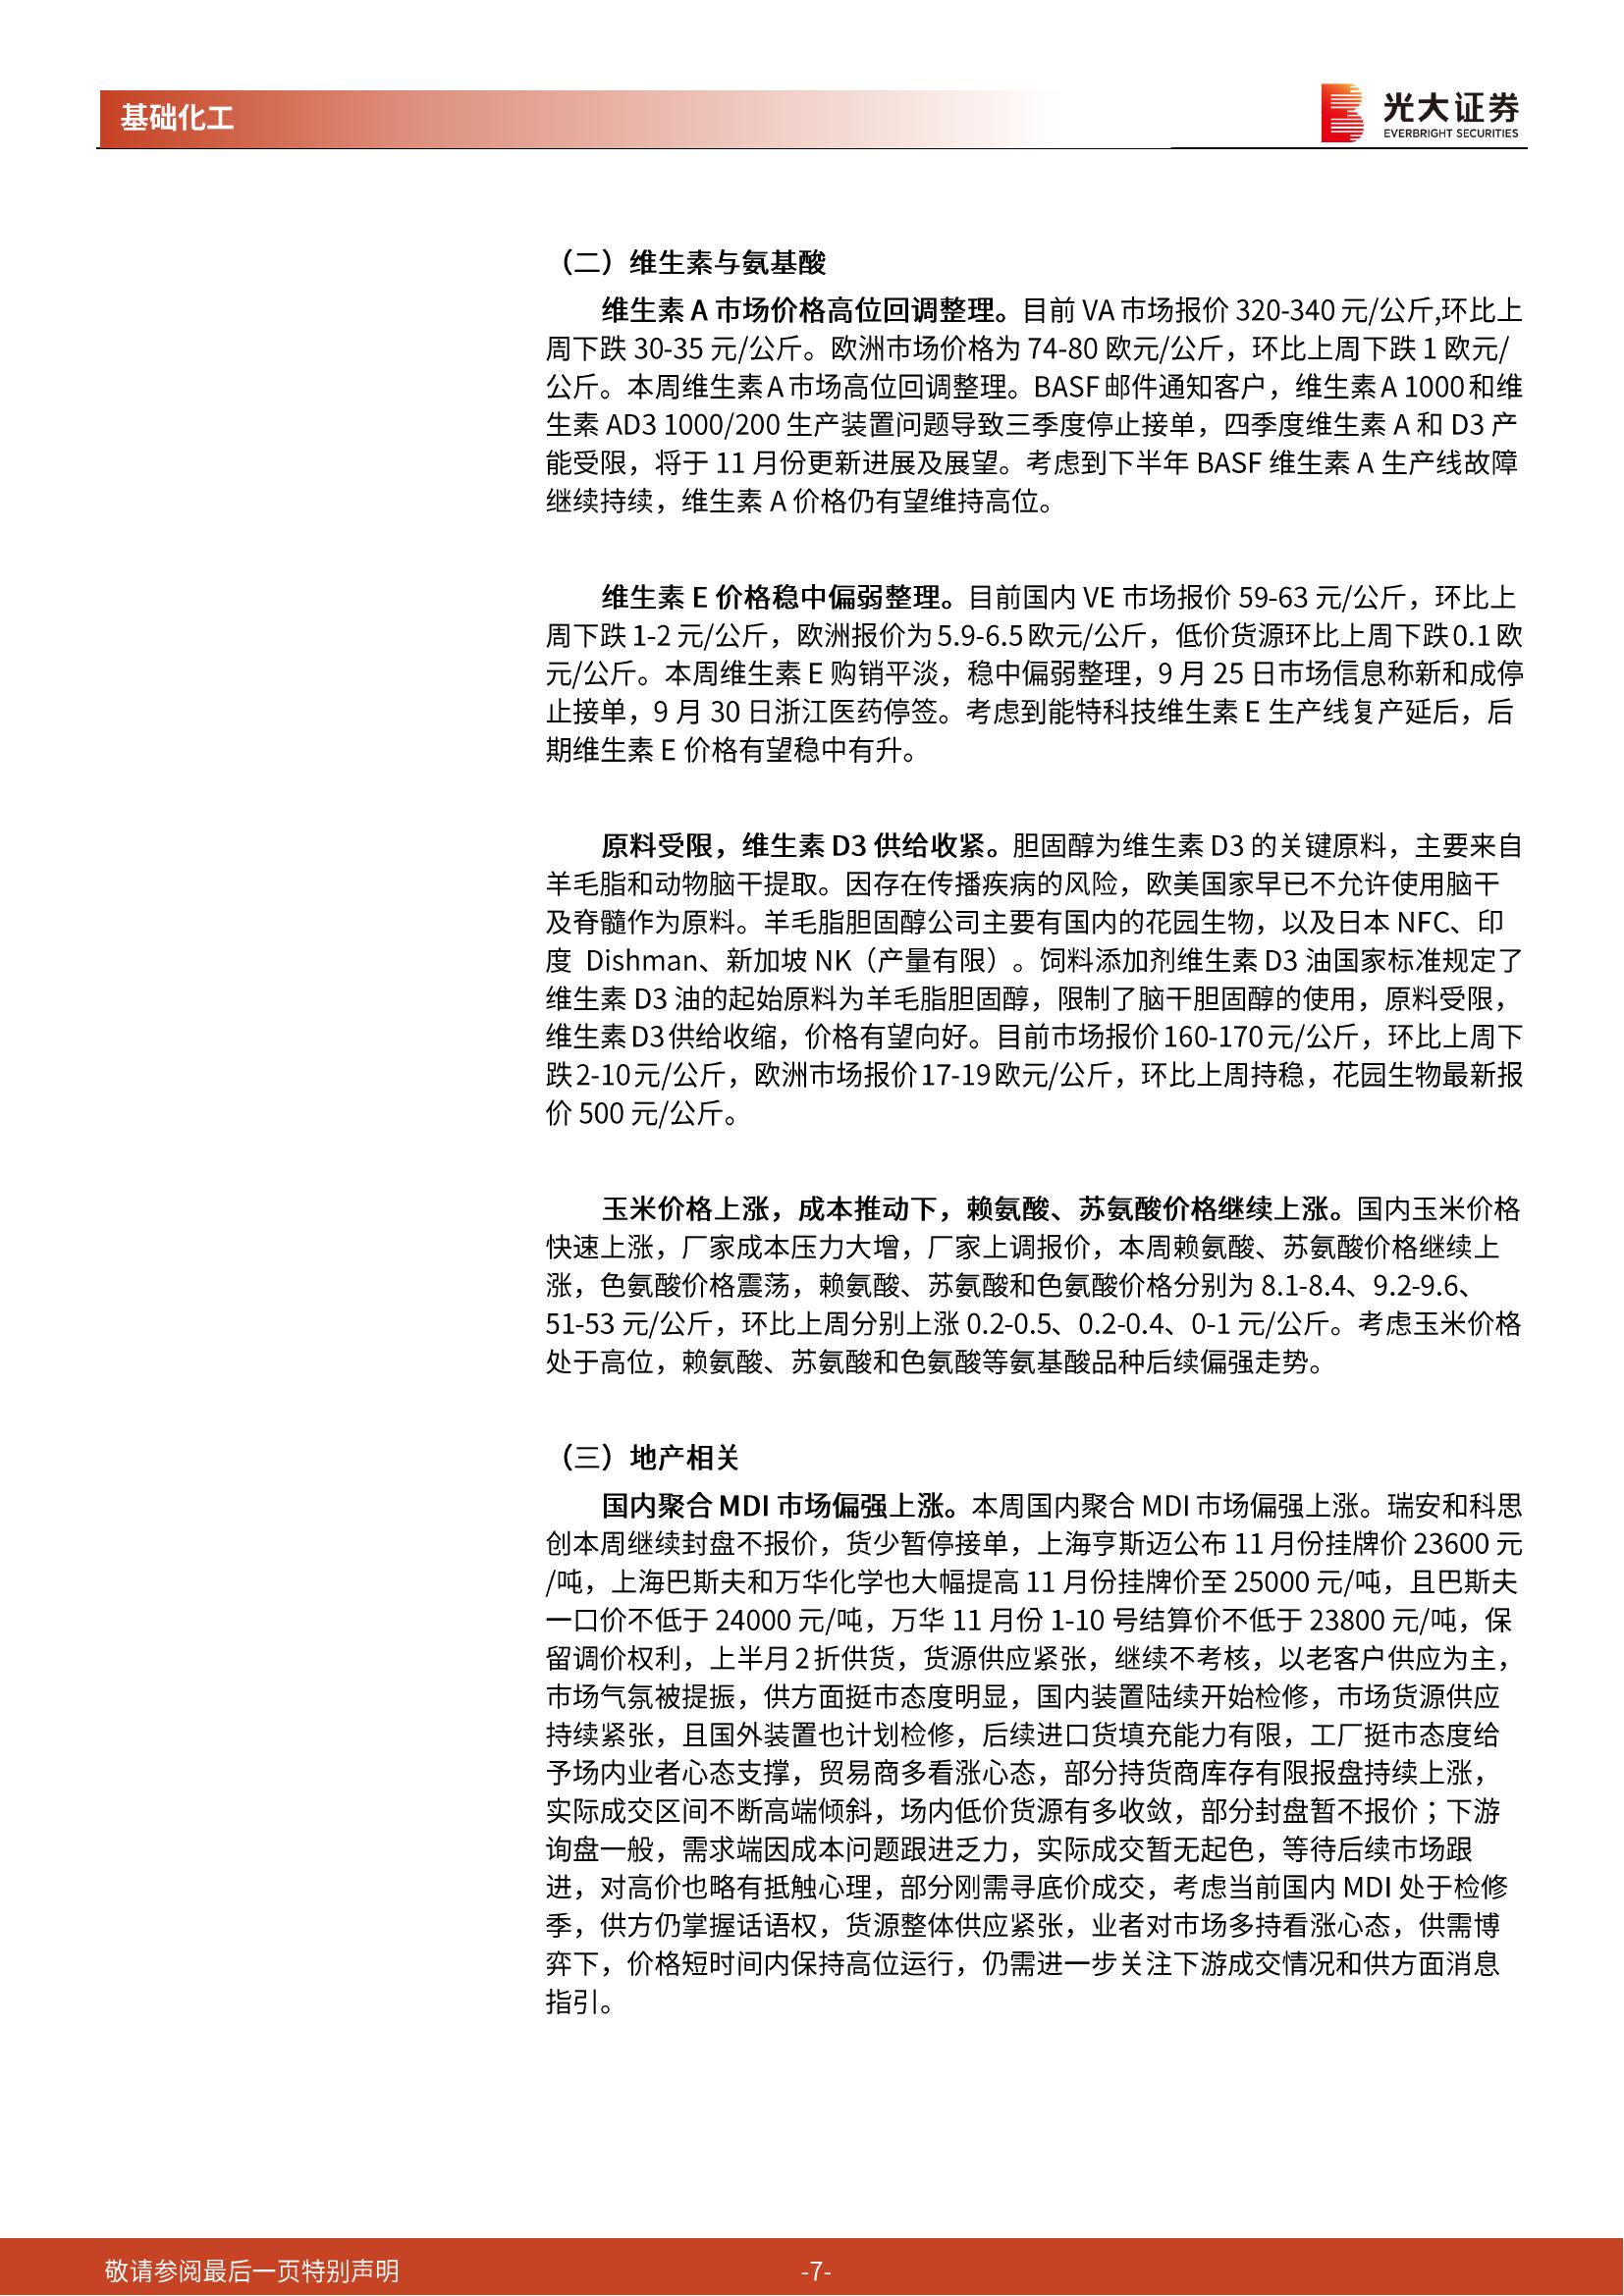 基础化工
光大证券
EVERBRIGHT SECURITIES
（二）维生素与氨基酸
维生素 A 市场价格高位回调整理。目前 VA 市场报价 320-340 元/公斤,环比上
周下跌 30-35 元/公斤。欧洲市场价格为 74-80 欧元/公斤，环比上周下跌 1 欧元/
公斤。本周维生素 A 市场高位回调整理。BASF 邮件通知客户，维生素 A 1000 和维
生素 AD3 1000/200 生产装置问题导致三季度停止接单，四季度维生素 A 和 D3 产
能受限，将于 11 月份更新进展及展望。考虑到下半年 BASF 维生素 A 生产线故障
继续持续，维生素 A 价格仍有望维持高位。
维生素 E 价格稳中偏弱整理。目前国内 VE 市场报价 59-63 元/公斤，环比上
周下跌 1-2 元/公斤，欧洲报价为 5.9-6.5 欧元/公斤，低价货源环比上周下跌 0.1 欧
元/公斤。本周维生素 E 购销平淡，稳中偏弱整理，9 月 25 日市场信息称新和成停
止接单，9 月 30 日浙江医药停签。考虑到能特科技维生素 E 生产线复产延后，后
期维生素 E 价格有望稳中有升。
原料受限，维生素 D3 供给收紧。胆固醇为维生素 D3 的关键原料，主要来自
羊毛脂和动物脑干提取。因存在传播疾病的风险，欧美国家早已不允许使用脑干
及脊髓作为原料。羊毛脂胆固醇公司主要有国内的花园生物，以及日本 NFC、印
度 Dishman、新加坡 NK（产量有限）。饲料添加剂维生素 D3 油国家标准规定了
维生素 D3 油的起始原料为羊毛脂胆固醇，限制了脑干胆固醇的使用，原料受限，
维生素 D3 供给收缩，价格有望向好。目前市场报价 160-170 元/公斤，环比上周下
跌 2-10 元/公斤，欧洲市场报价 17-19 欧元/公斤，环比上周持稳，花园生物最新报
价 500 元/公斤。
玉米价格上涨，成本推动下，赖氨酸、苏氨酸价格继续上涨。国内玉米价格
快速上涨，厂家成本压力大增，厂家上调报价，本周赖氨酸、苏氨酸价格继续上
涨，色氨酸价格震荡，赖氨酸、苏氨酸和色氨酸价格分别为 8.1-8.4、9.2-9.6、
51-53 元/公斤，环比上周分别上涨 0.2-0.5、0.2-0.4、0-1 元/公斤。考虑玉米价格
处于高位，赖氨酸、苏氨酸和色氨酸等氨基酸品种后续偏强走势。
（三）地产相关
国内聚合 MDI 市场偏强上涨。本周国内聚合 MDI 市场偏强上涨。瑞安和科思
创本周继续封盘不报价，货少暂停接单，上海亨斯迈公布 11 月份挂牌价 23600 元
/吨，上海巴斯夫和万华化学也大幅提高 11 月份挂牌价至 25000 元/吨，且巴斯夫
一口价不低于 24000 元/吨，万华 11 月份 1-10 号结算价不低于 23800 元/吨，保
留调价权利，上半月 2 折供货，货源供应紧张，继续不考核，以老客户供应为主，
市场气氛被提振，供方面挺市态度明显，国内装置陆续开始检修，市场货源供应
持续紧张，且国外装置也计划检修，后续进口货填充能力有限，工厂挺市态度给
予场内业者心态支撑，贸易商多看涨心态，部分持货商库存有限报盘持续上涨，
实际成交区间不断高端倾斜，场内低价货源有多收敛，部分封盘暂不报价；下游
询盘一般，需求端因成本问题跟进乏力，实际成交暂无起色，等待后续市场跟
进，对高价也略有抵触心理，部分刚需寻底价成交，考虑当前国内 MDI 处于检修
季，供方仍掌握话语权，货源整体供应紧张，业者对市场多持看涨心态，供需博
弈下，价格短时间内保持高位运行，仍需进一步关注下游成交情况和供方面消息
指引。
敬请参阅最后一页特别声明
-7-